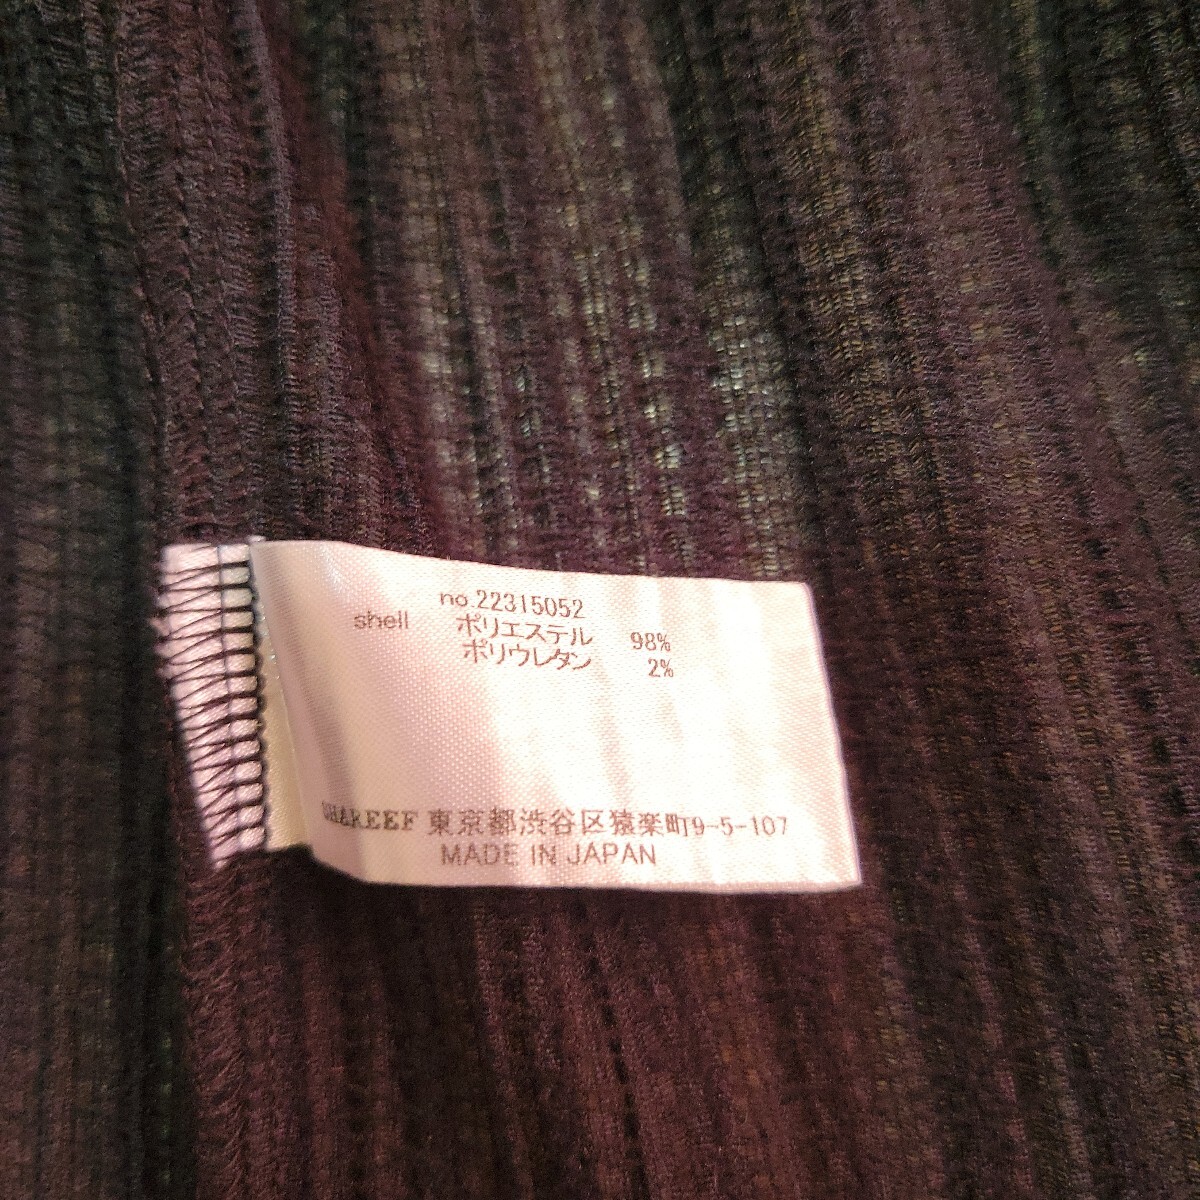 no.22315052
shell ポリエステル 98%
ポリウレタン 2%
SHAREEF 東京都渋谷区猿楽町9-5-107
MADE IN JAPAN